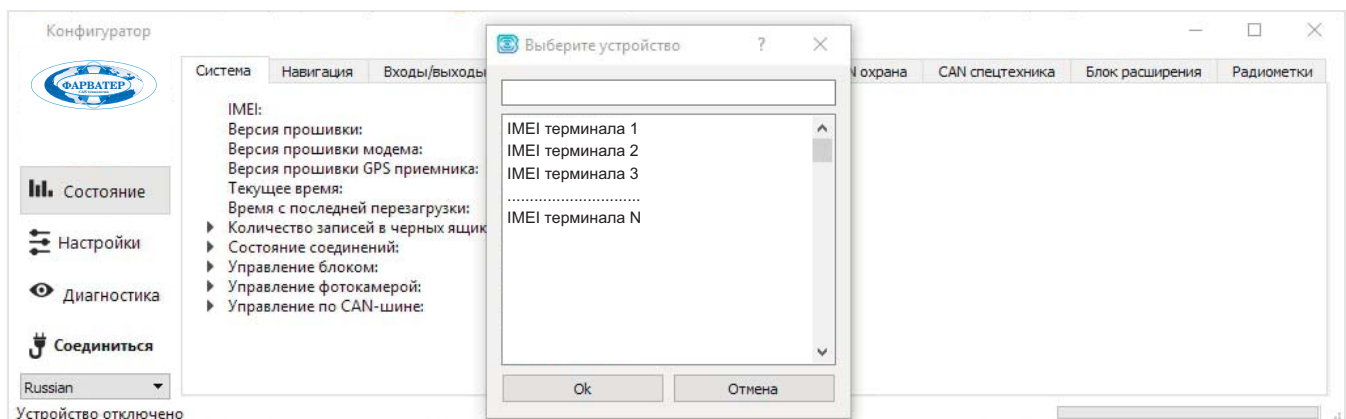 Конфигуратор
ФАРВАТЕР
Состояние
Настройки
Диагностика
Соединиться
Russian
Устройство отключено
Система Навигация Входы/выходы
охрана CAN спецтехника Блок расширения Радиометки
IMEI:
Версия прошивки:
Версия прошивки модема:
Версия прошивки GPS приемника:
Текущее время:
Время с последней перезагрузки:
Количество записей в черных ящик
Состояние соединений:
Управление блоком:
Управление фотокамерой:
Управление по CAN-шине:
Выберите устройство ?
IMEI терминала 1
IMEI терминала 2
IMEI терминала 3
..............................
IMEI терминала N
Ok Отмена